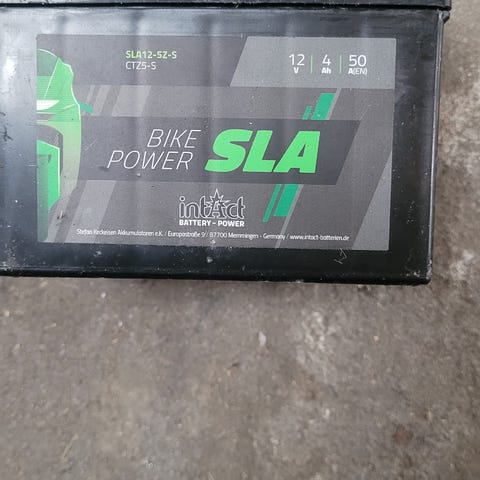 SLA12-5Z-S
CTZ5-S
12 | 4 | 50
V Ah A(EN)
BIKE
POWER SLA
intAct
BATTERY - POWER
Stefan Keckeisen Akkumulatoren e.K. / Europastraße 9 / 87700 Memmingen - Germany / www.intact-batterien.de